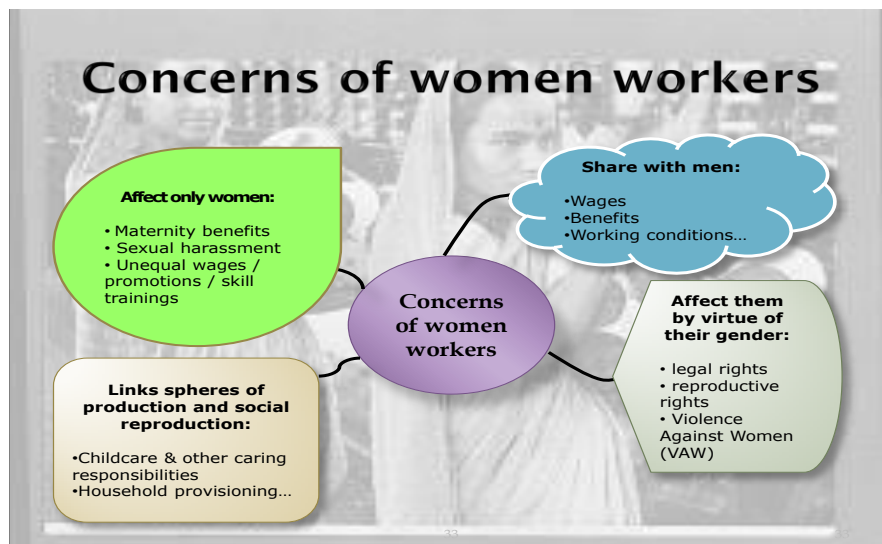 Concerns of women workers
Affect only women:
• Maternity benefits
• Sexual harassment
• Unequal wages /
promotions / skill
trainings
Share with men:
•Wages
•Benefits
•Working conditions…
Concerns
of women
workers
Affect them
by virtue of
their gender:
• legal rights
• reproductive
rights
• Violence
Against Women
(VAW)
Links spheres of
production and social
reproduction:
•Childcare & other caring
responsibilities
•Household provisioning…
33